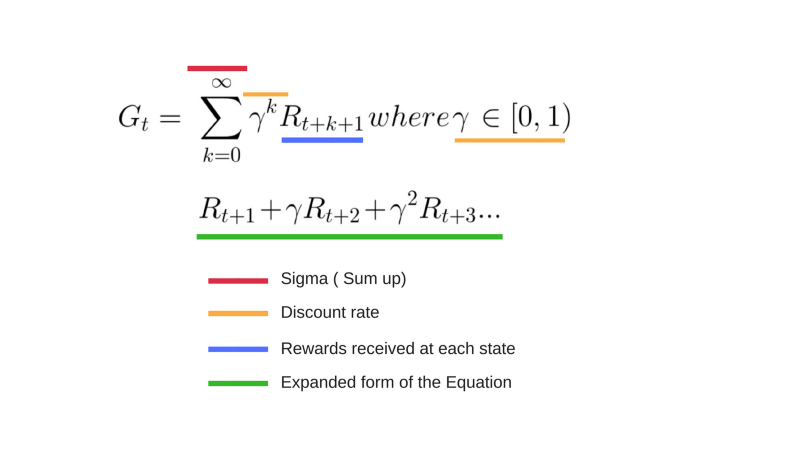 G_t = \sum_{k=0}^{\infty} \gamma^k R_{t+k+1} where \gamma \in [0, 1)
R_{t+1} + \gamma R_{t+2} + \gamma^2 R_{t+3}...
Sigma ( Sum up)
Discount rate
Rewards received at each state
Expanded form of the Equation